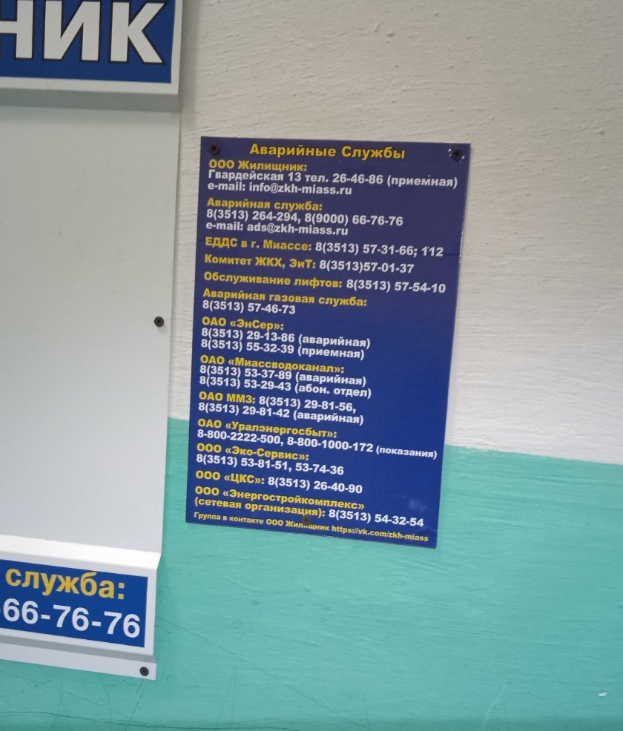 НИК
Аварийные Службы
ООО Жилищник:
Гвардейская 13 тел. 26-46-86 (приемная)
e-mail: info@zkh-miass.ru
Аварийная служба:
8(3513) 264-294, 8(9000) 66-76-76
e-mail: ads@zkh-miass.ru
ЕДДС в г. Миассе: 8(3513) 57-31-66; 112
Комитет ЖКХ, ЭиТ: 8(3513)57-01-37
Обслуживание лифтов: 8(3513) 57-54-10
Аварийная газовая служба:
8(3513) 57-46-73
ОАО «ЭнСер»:
8(3513) 29-13-86 (аварийная)
8(3513) 55-32-39 (приемная)
ОАО «Миассводоканал»:
8(3513) 53-37-89 (аварийная)
8(3513) 53-29-43 (абон. отдел)
ОАО ММЗ: 8(3513) 29-81-56,
8(3513) 29-81-42 (аварийная)
ОАО «Уралэнергосбыт»:
8-800-2222-500, 8-800-1000-172 (показания)
ООО «Эко-Сервис»:
8(3513) 53-81-51, 53-74-36
ООО «ЦКС»: 8(3513) 26-40-90
ООО «Энергостройкомплекс»
(сетевая организация): 8(3513) 54-32-54
Группа в контакте ООО Жилищник https://vk.com/zkh-miass
служба:
66-76-76